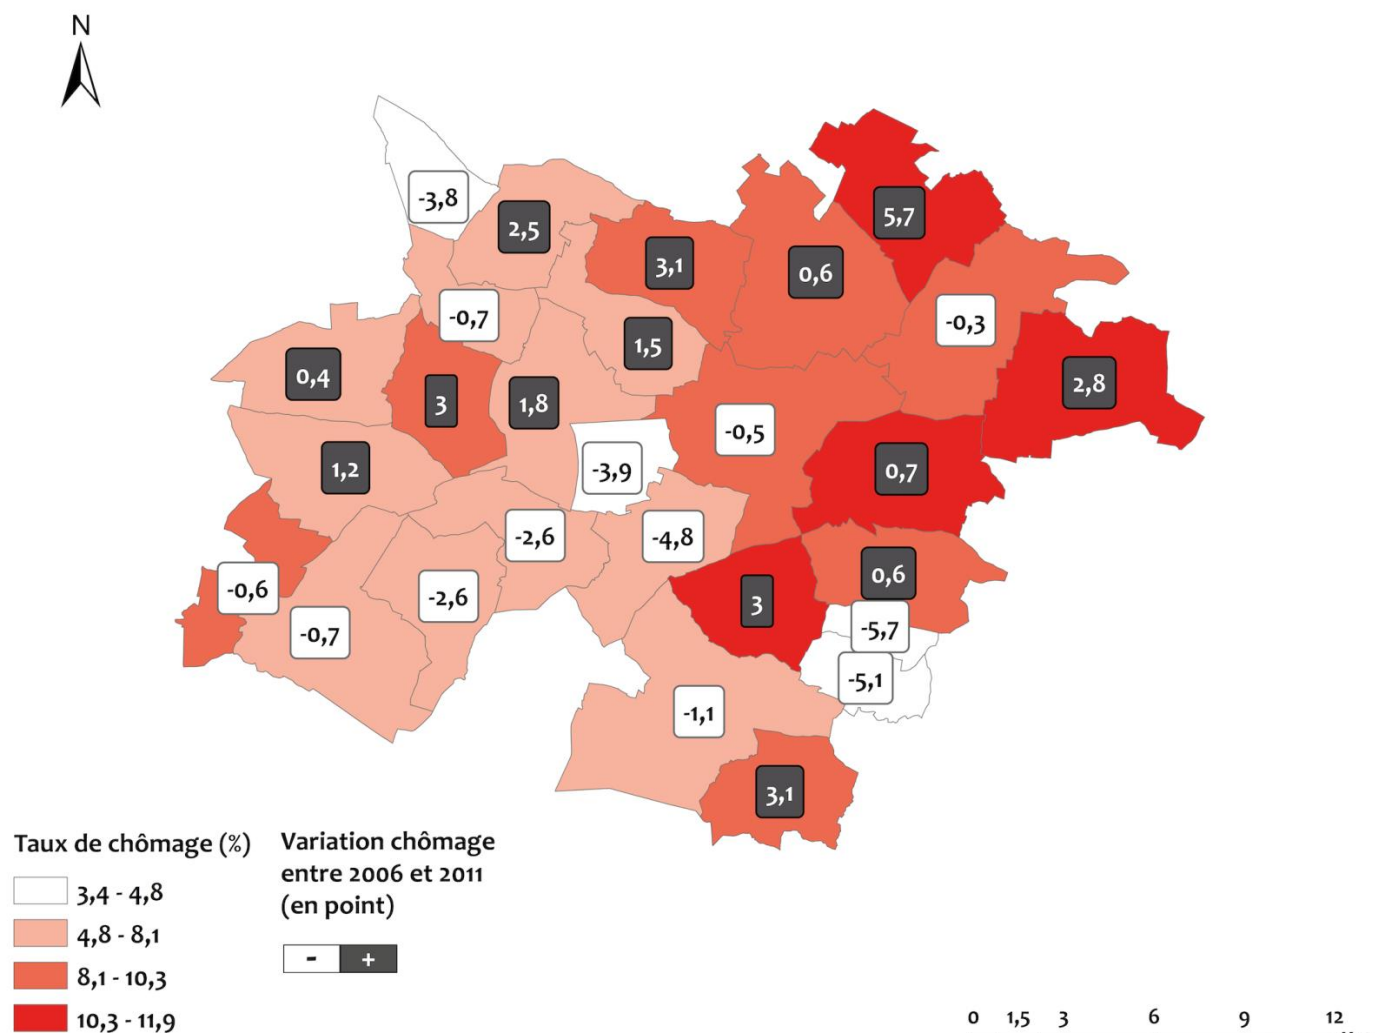 N
-3,8
2,5
5,7
3,1
0,6
-0,7
-0,3
1,5
0,4
3
1,8
2,8
-0,5
1,2
-3,9
0,7
-2,6
-4,8
0,6
-0,6
-2,6
3
-0,7
-5,7
-5,1
-1,1
3,1
Taux de chômage (%)
3,4 - 4,8
4,8 - 8,1
8,1 - 10,3
10,3 - 11,9
Variation chômage
entre 2006 et 2011
(en point)
- +
0 1,5 3 6 9 12